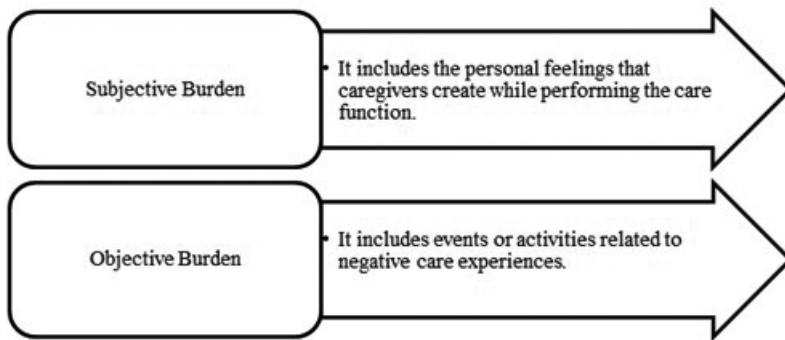 Subjective Burden
• It includes the personal feelings that
caregivers create while performing the care
function.
Objective Burden
• It includes events or activities related to
negative care experiences.